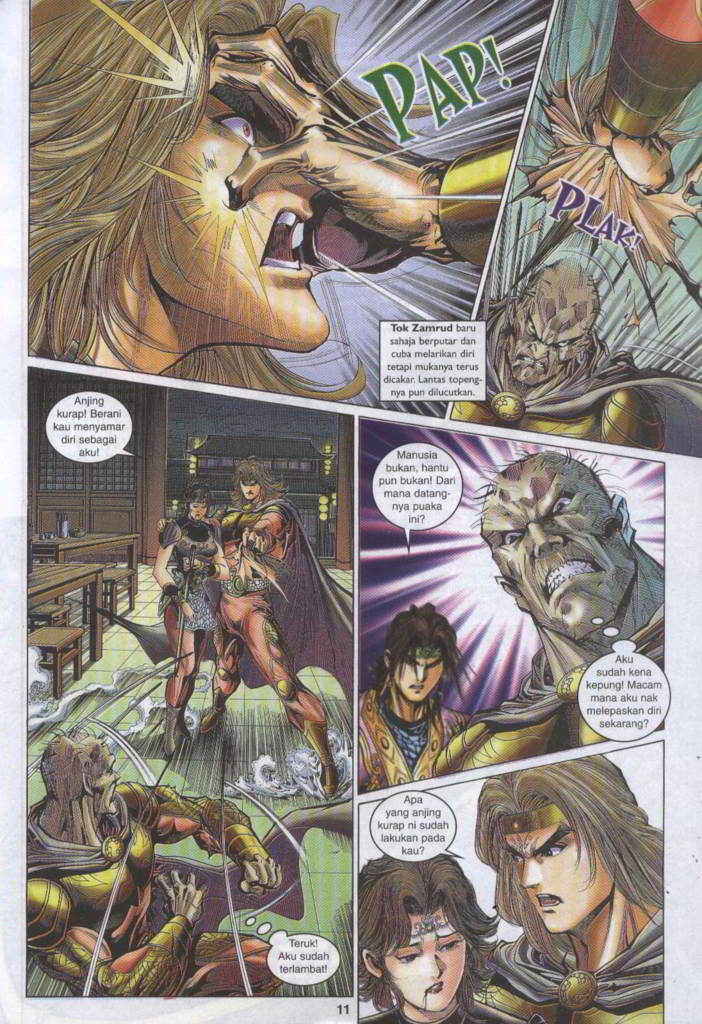 PAP!
PLAK!
Tok Zamrud baru
sahaja berputar dan
cuba melarikan diri
tetapi mukanya terus
dicakar. Lantas topeng-
nya pun dilucutkan.
Anjing
kurap! Berani
kau menyamar
diri sebagai
aku!
Manusia
bukan, hantu
pun bukan! Dari
mana datang-
nya puaka
ini?
Aku
sudah kena
kepung! Macam
mana aku nak
melepaskan diri
sekarang?
Teruk!
Aku sudah
terlambat!
Apa
yang anjing
kurap ni sudah
lakukan pada
kau?
11